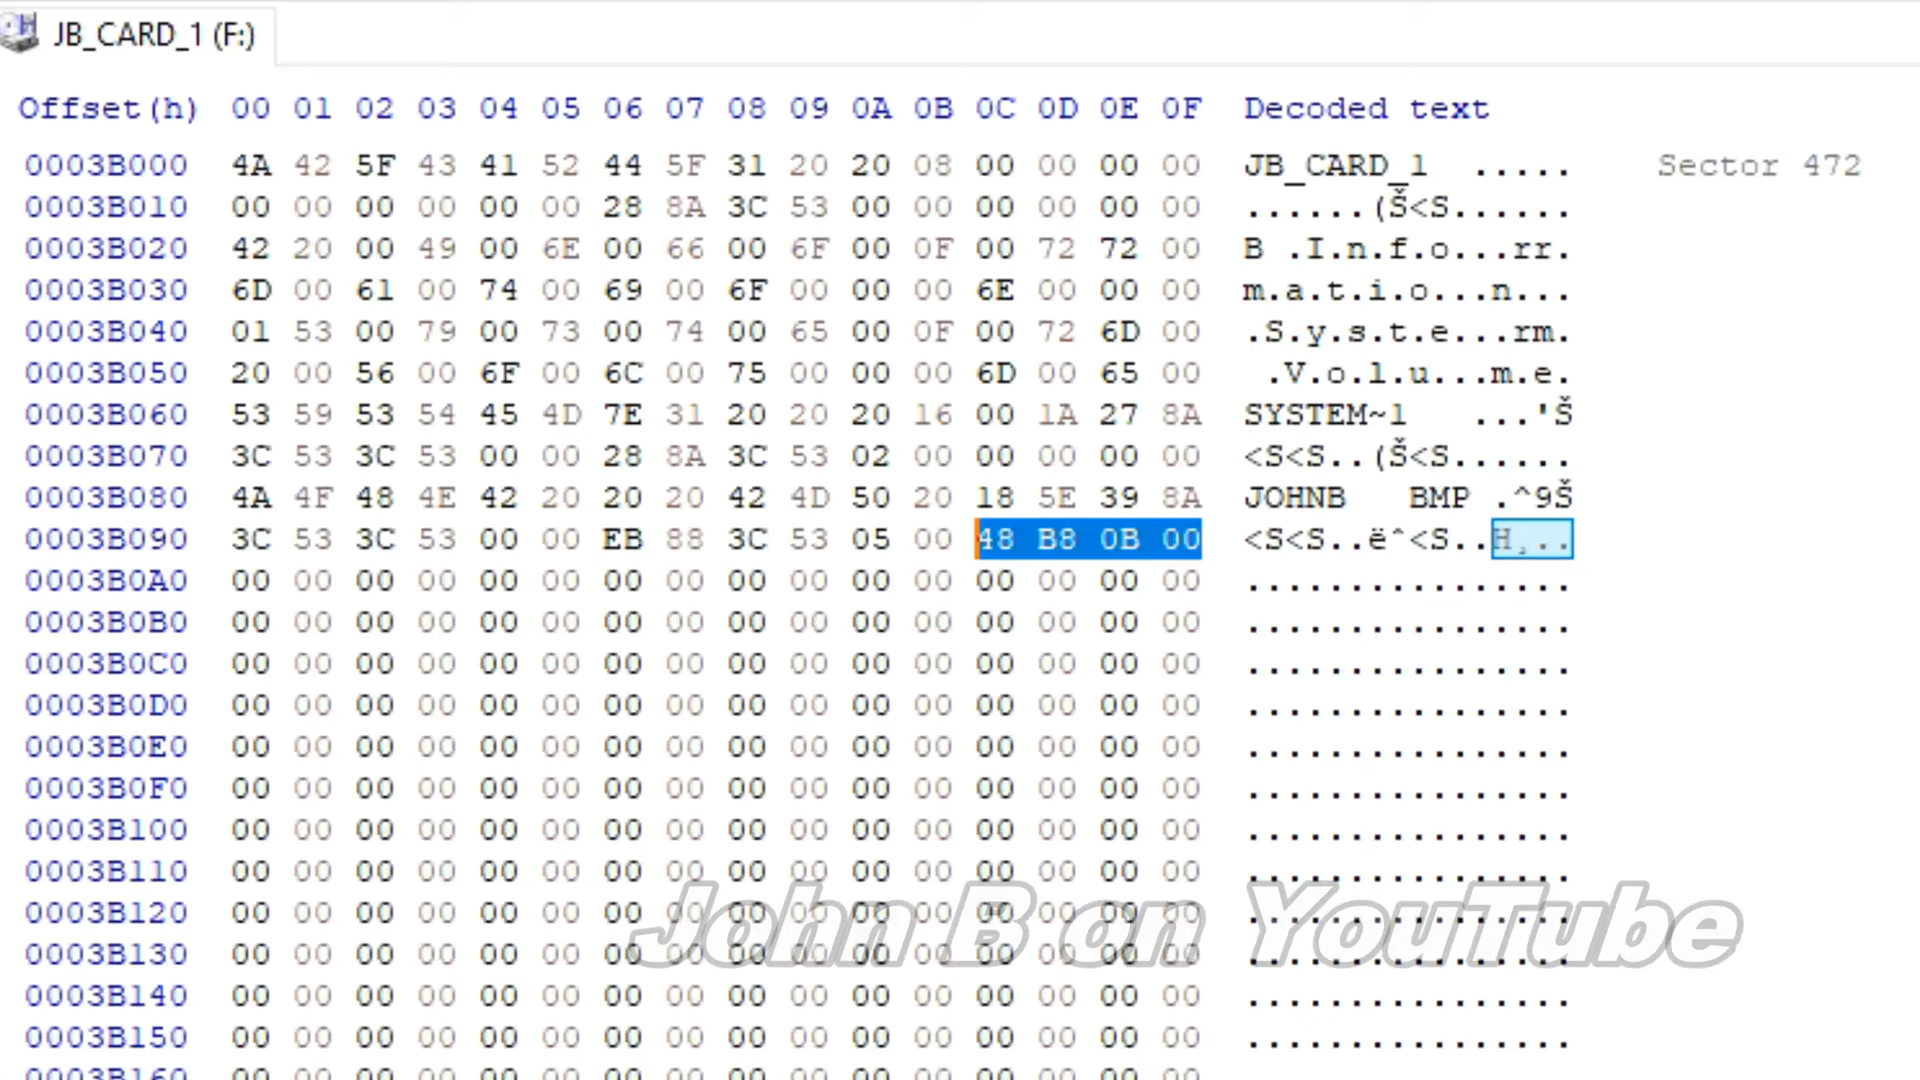 JB_CARD_1 (F:)
Offset(h) 00 01 02 03 04 05 06 07 08 09 0A 0B 0C 0D 0E 0F Decoded text
0003B000 4A 42 5F 43 41 52 44 5F 31 20 20 08 00 00 00 00 JB_CARD_1  ..... Sector 472
0003B010 00 00 00 00 00 00 28 8A 3C 53 00 00 00 00 00 00 ......(Š<S......
0003B020 42 20 00 49 00 6E 00 66 00 6F 00 0F 00 72 72 00 B .I.n.f.o...rr.
0003B030 6D 00 61 00 74 00 69 00 6F 00 00 00 6E 00 00 00 m.a.t.i.o...n...
0003B040 01 53 00 79 00 73 00 74 00 65 00 0F 00 72 6D 00 .S.y.s.t.e...rm.
0003B050 20 00 56 00 6F 00 6C 00 75 00 00 00 6D 00 65 00  .V.o.l.u...m.e.
0003B060 53 59 53 54 45 4D 7E 31 20 20 20 16 00 1A 27 8A SYSTEM~1   ...'Š
0003B070 3C 53 3C 53 00 00 28 8A 3C 53 02 00 00 00 00 00 <S<S..(Š<S......
0003B080 4A 4F 48 4E 42 20 20 20 42 4D 50 20 18 5E 39 8A JOHNB   BMP .^9Š
0003B090 3C 53 3C 53 00 00 EB 88 3C 53 05 00 48 B8 0B 00 <S<S..ëˆ<S..H¸..
0003B0A0 00 00 00 00 00 00 00 00 00 00 00 00 00 00 00 00 ................
0003B0B0 00 00 00 00 00 00 00 00 00 00 00 00 00 00 00 00 ................
0003B0C0 00 00 00 00 00 00 00 00 00 00 00 00 00 00 00 00 ................
0003B0D0 00 00 00 00 00 00 00 00 00 00 00 00 00 00 00 00 ................
0003B0E0 00 00 00 00 00 00 00 00 00 00 00 00 00 00 00 00 ................
0003B0F0 00 00 00 00 00 00 00 00 00 00 00 00 00 00 00 00 ................
0003B100 00 00 00 00 00 00 00 00 00 00 00 00 00 00 00 00 ................
0003B110 00 00 00 00 00 00 00 00 00 00 00 00 00 00 00 00 ................
0003B120 00 00 00 00 00 00 00 00 00 00 00 00 00 00 00 00 ................
John B on YouTube
0003B130 00 00 00 00 00 00 00 00 00 00 00 00 00 00 00 00 ................
0003B140 00 00 00 00 00 00 00 00 00 00 00 00 00 00 00 00 ................
0003B150 00 00 00 00 00 00 00 00 00 00 00 00 00 00 00 00 ................
0003B160 00 00 00 00 00 00 00 00 00 00 00 00 00 00 00 00